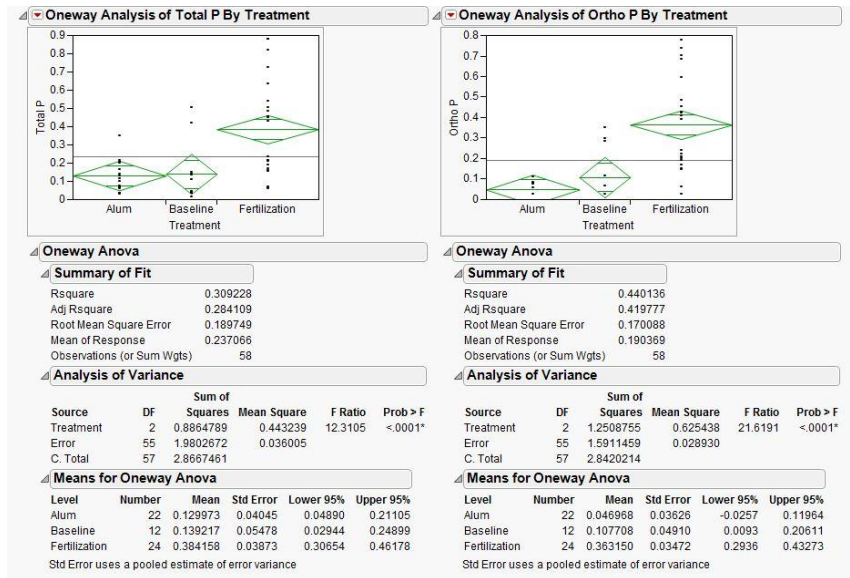 Oneway Analysis of Total P By Treatment
0.9
0.8
0.7
0.6
0.5
0.4
0.3
0.2
0.1
0
Total P
Alum Baseline Fertilization
Treatment
Oneway Anova
Summary of Fit
Rsquare 0.309228
Adj Rsquare 0.284109
Root Mean Square Error 0.189749
Mean of Response 0.237066
Observations (or Sum Wgts) 58
Analysis of Variance
Sum of
Source DF Squares Mean Square F Ratio Prob > F
Treatment 2 0.8864789 0.443239 12.3105 <.0001*
Error 55 1.9802672 0.036005
C. Total 57 2.8667461
Means for Oneway Anova
Level Number Mean Std Error Lower 95% Upper 95%
Alum 22 0.129973 0.04045 0.04890 0.21105
Baseline 12 0.139217 0.05478 0.02944 0.24899
Fertilization 24 0.384158 0.03873 0.30654 0.46178
Std Error uses a pooled estimate of error variance
Oneway Analysis of Ortho P By Treatment
0.8
0.7
0.6
0.5
0.4
0.3
0.2
0.1
0
Ortho P
Alum Baseline Fertilization
Treatment
Oneway Anova
Summary of Fit
Rsquare 0.440136
Adj Rsquare 0.419777
Root Mean Square Error 0.170088
Mean of Response 0.190369
Observations (or Sum Wgts) 58
Analysis of Variance
Sum of
Source DF Squares Mean Square F Ratio Prob > F
Treatment 2 1.2508755 0.625438 21.6191 <.0001*
Error 55 1.5911459 0.028930
C. Total 57 2.8420214
Means for Oneway Anova
Level Number Mean Std Error Lower 95% Upper 95%
Alum 22 0.046968 0.03626 -0.0257 0.11964
Baseline 12 0.107708 0.04910 0.0093 0.20611
Fertilization 24 0.363150 0.03472 0.2936 0.43273
Std Error uses a pooled estimate of error variance